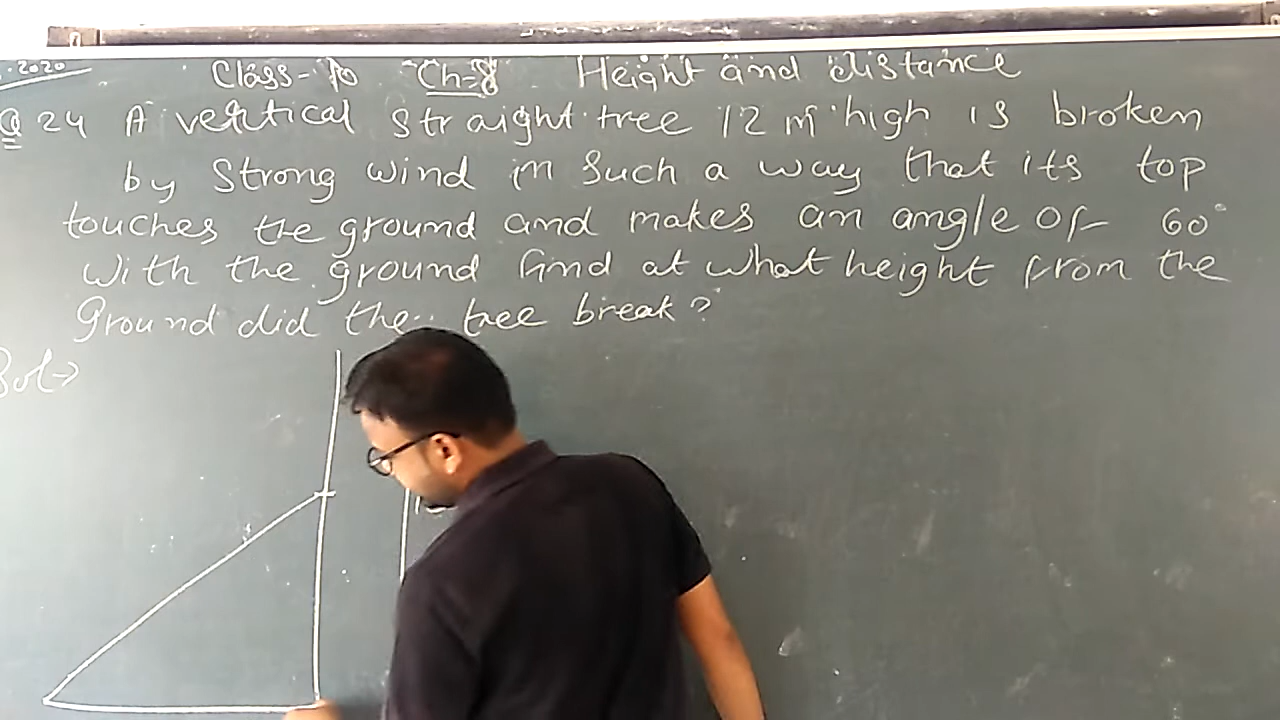 .2020
Class-10 Ch-8 Height and distance
Q 24 A vertical straight tree 12 m high is broken
by strong wind in such a way that its top
touches the ground and makes an angle of 60°
with the ground find at what height from the
Ground did the tree break?
Sol→